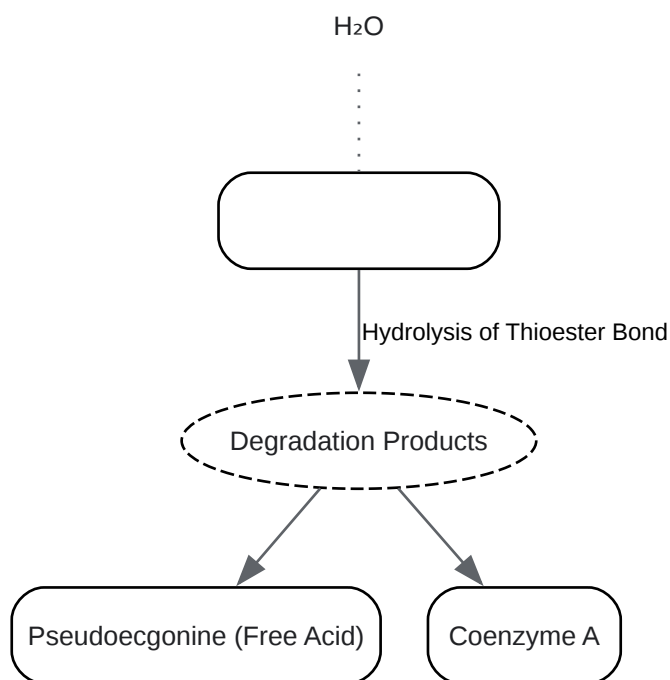 H₂O
Hydrolysis of Thioester Bond
Degradation Products
Pseudoecgonine (Free Acid)
Coenzyme A